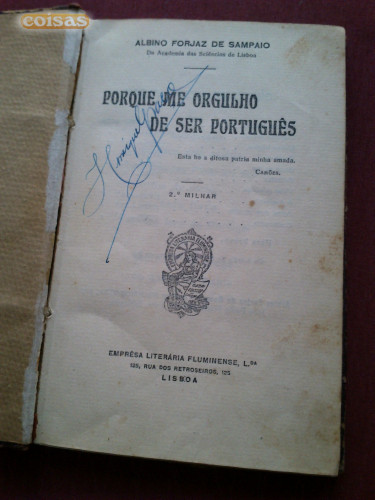 coisas
ALBINO FORJAZ DE SAMPAIO
Da Academia das Sciências de Lisboa
PORQUE ME ORGULHO
DE SER PORTUGUÊS
Esta he a ditosa patria minha amada.
CAMÕES.
2.º MILHAR
EMPRÊSA LITERÁRIA FLUMINENSE, L.DA
125, RUA DOS RETROSEIROS, 125
LISBOA